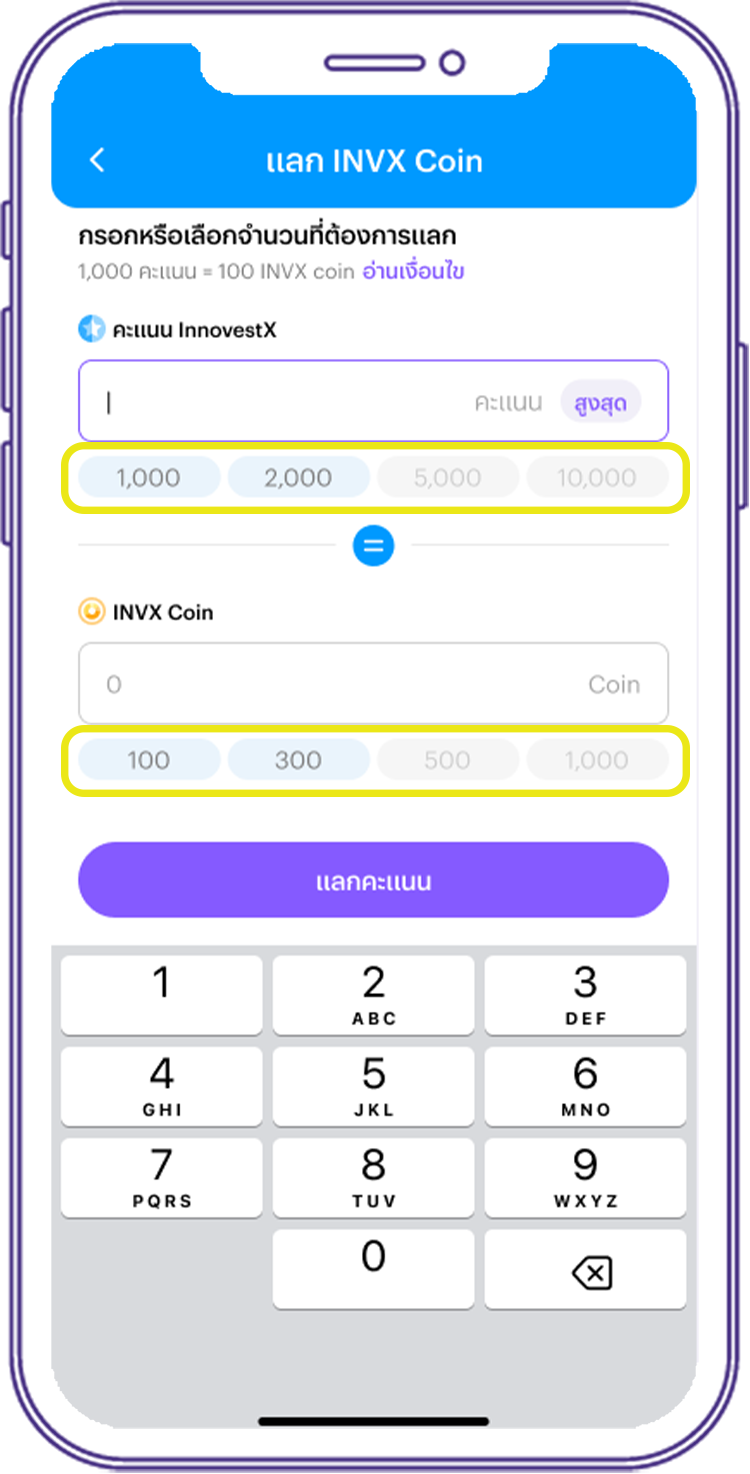 แลก INVX Coin
กรอกหรือเลือกจำนวนที่ต้องการแลก
1,000 คะแนน = 100 INVX coin อ่านเงื่อนไข
คะแนน InnovestX
คะแนน สูงสุด
1,000 2,000 5,000 10,000
=
INVX Coin
0 Coin
100 300 500 1,000
แลกคะแนน
1 2 3
ABC DEF
4 5 6
GHI JKL MNO
7 8 9
PQRS TUV WXYZ
0